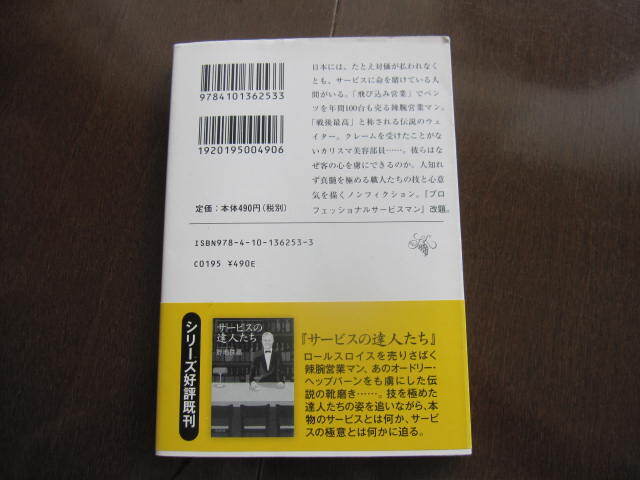 9784101362533
1920195004906
定価：本体490円（税別）
ISBN978-4-10-136253-3
C0195 ¥490E
日本には、たとえ対価が払われなく
とも、サービスに命を賭けている人
間がいる。「飛び込み営業」でベン
ツを年間100台も売る辣腕営業マン。
「戦後最高」と称される伝説のウェ
イター。クレームを受けたことがな
いカリスマ美容部員……。彼らはな
ぜ客の心を虜にできるのか。人知れ
ず真髄を極める職人たちの技と心意
気を描くノンフィクション。『プロ
フェッショナルサービスマン』改題。
シリーズ好評既刊
サービスの
達人たち
野地秩嘉
『サービスの達人たち』
ロールスロイスを売りさばく
辣腕営業マン、あのオードリー・
ヘップバーンをも虜にした伝
説の靴磨き……。技を極めた
達人たちの姿を追いながら、本
物のサービスとは何か、サービ
スの極意とは何かに迫る。